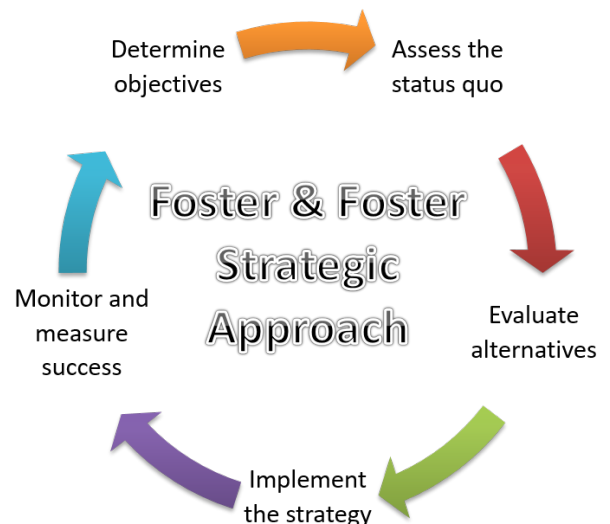 Determine
objectives
Assess the
status quo
Foster & Foster
Strategic
Approach
Evaluate
alternatives
Implement
the strategy
Monitor and
measure
success